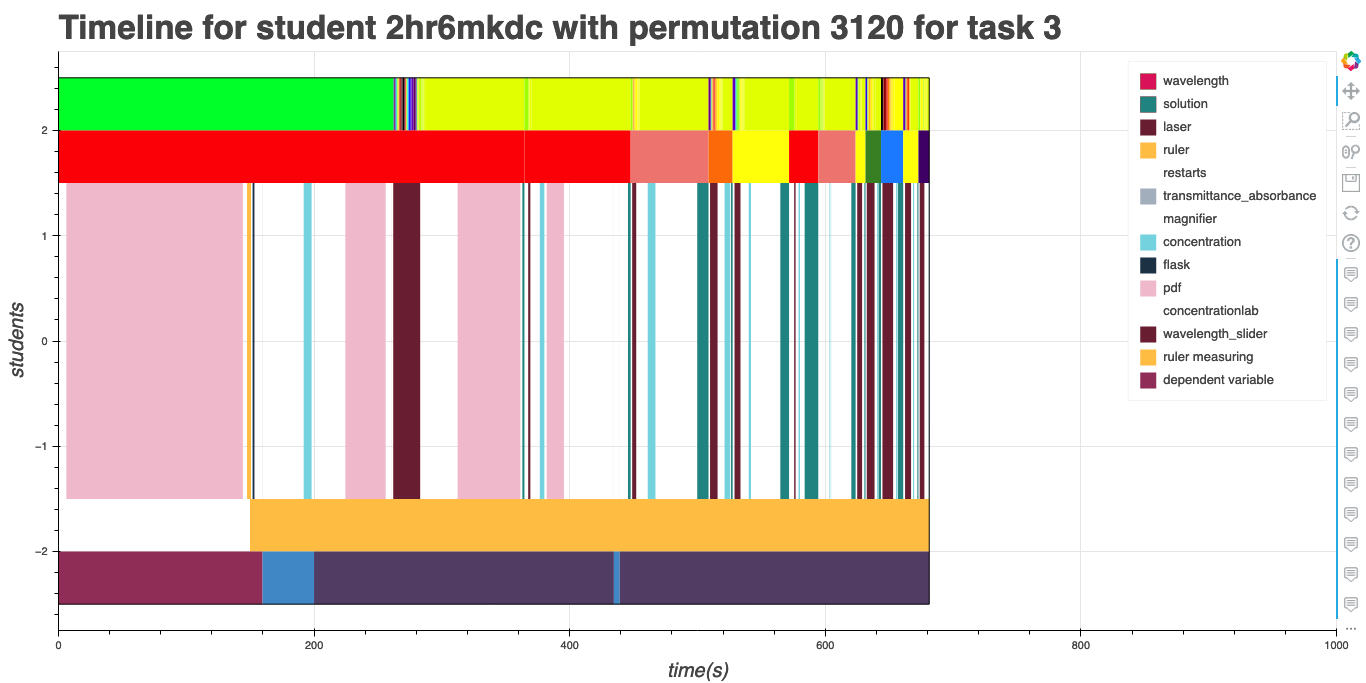 Timeline for student 2hr6mkdc with permutation 3120 for task 3
wavelength
solution
laser
ruler
restarts
transmittance_absorbance
magnifier
concentration
flask
pdf
concentrationlab
wavelength_slider
ruler measuring
dependent variable
students
2
1
0
−1
−2
0 200 400 600 800 1000
time(s)